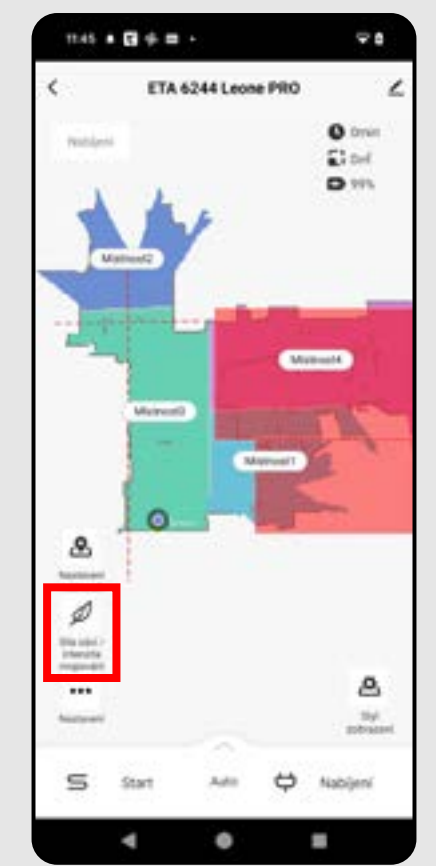 11:45
ETA 6244 Leone PRO
Nabíjení
0min
0㎡
99%
Místnost2
Místnost4
Místnost3
Místnost1
Nastavení
Síla sání /
intenzita
mopování
Nastavení
Styl
zobrazení
Start
Auto
Nabíjení